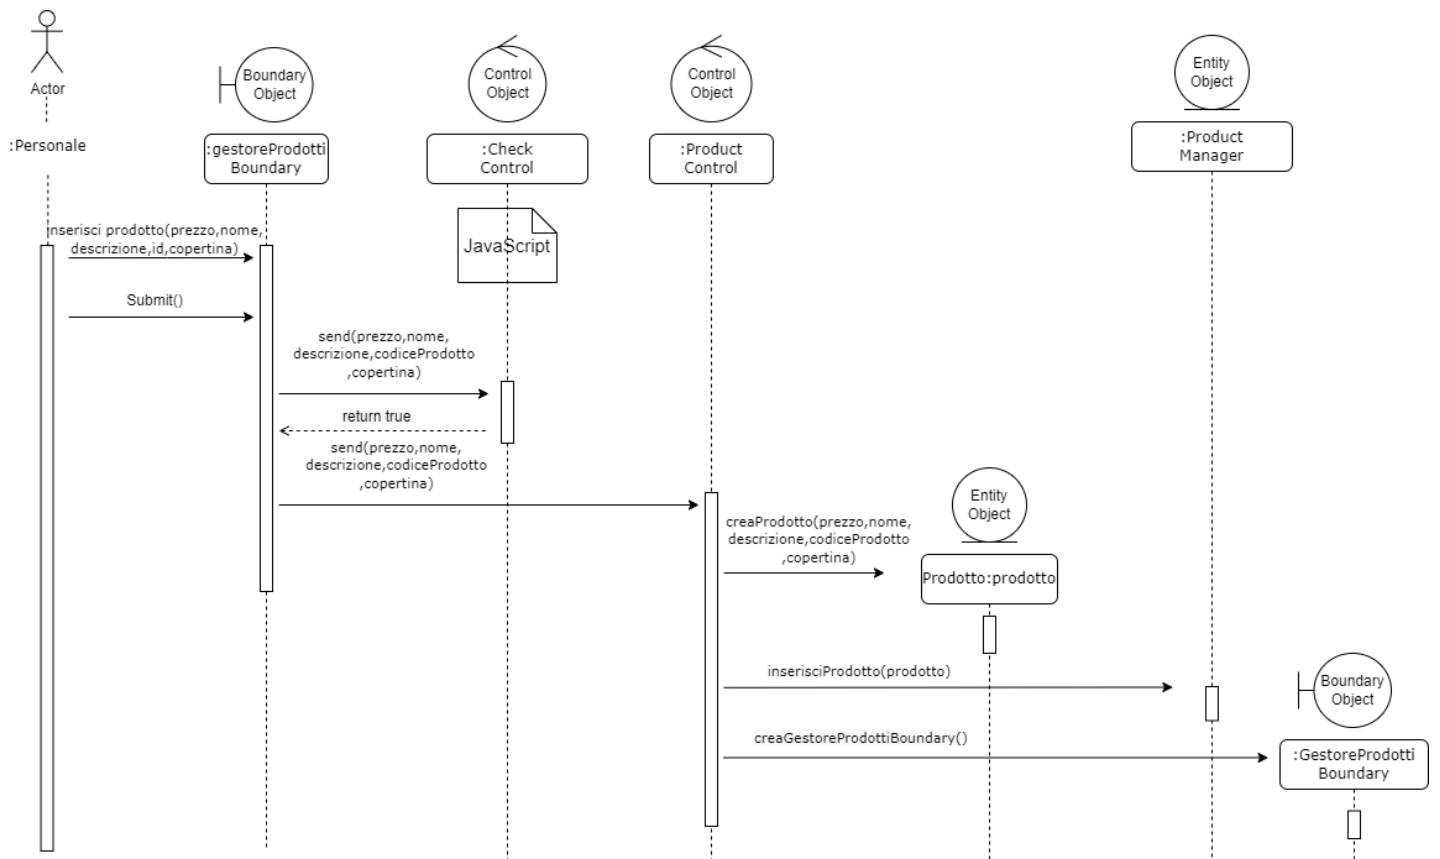 Actor
:Personale
Boundary
Object
:gestoreProdotti
Boundary
Control
Object
:Check
Control
Control
Object
:Product
Control
Entity
Object
:Product
Manager
JavaScript
inserisci prodotto(prezzo,nome,
descrizione,id,copertina)
Submit()
send(prezzo,nome,
descrizione,codiceProdotto
,copertina)
return true
send(prezzo,nome,
descrizione,codiceProdotto
,copertina)
creaProdotto(prezzo,nome,
descrizione,codiceProdotto
,copertina)
Entity
Object
Prodotto:prodotto
inserisciProdotto(prodotto)
Boundary
Object
creaGestoreProdottiBoundary()
:GestoreProdotti
Boundary